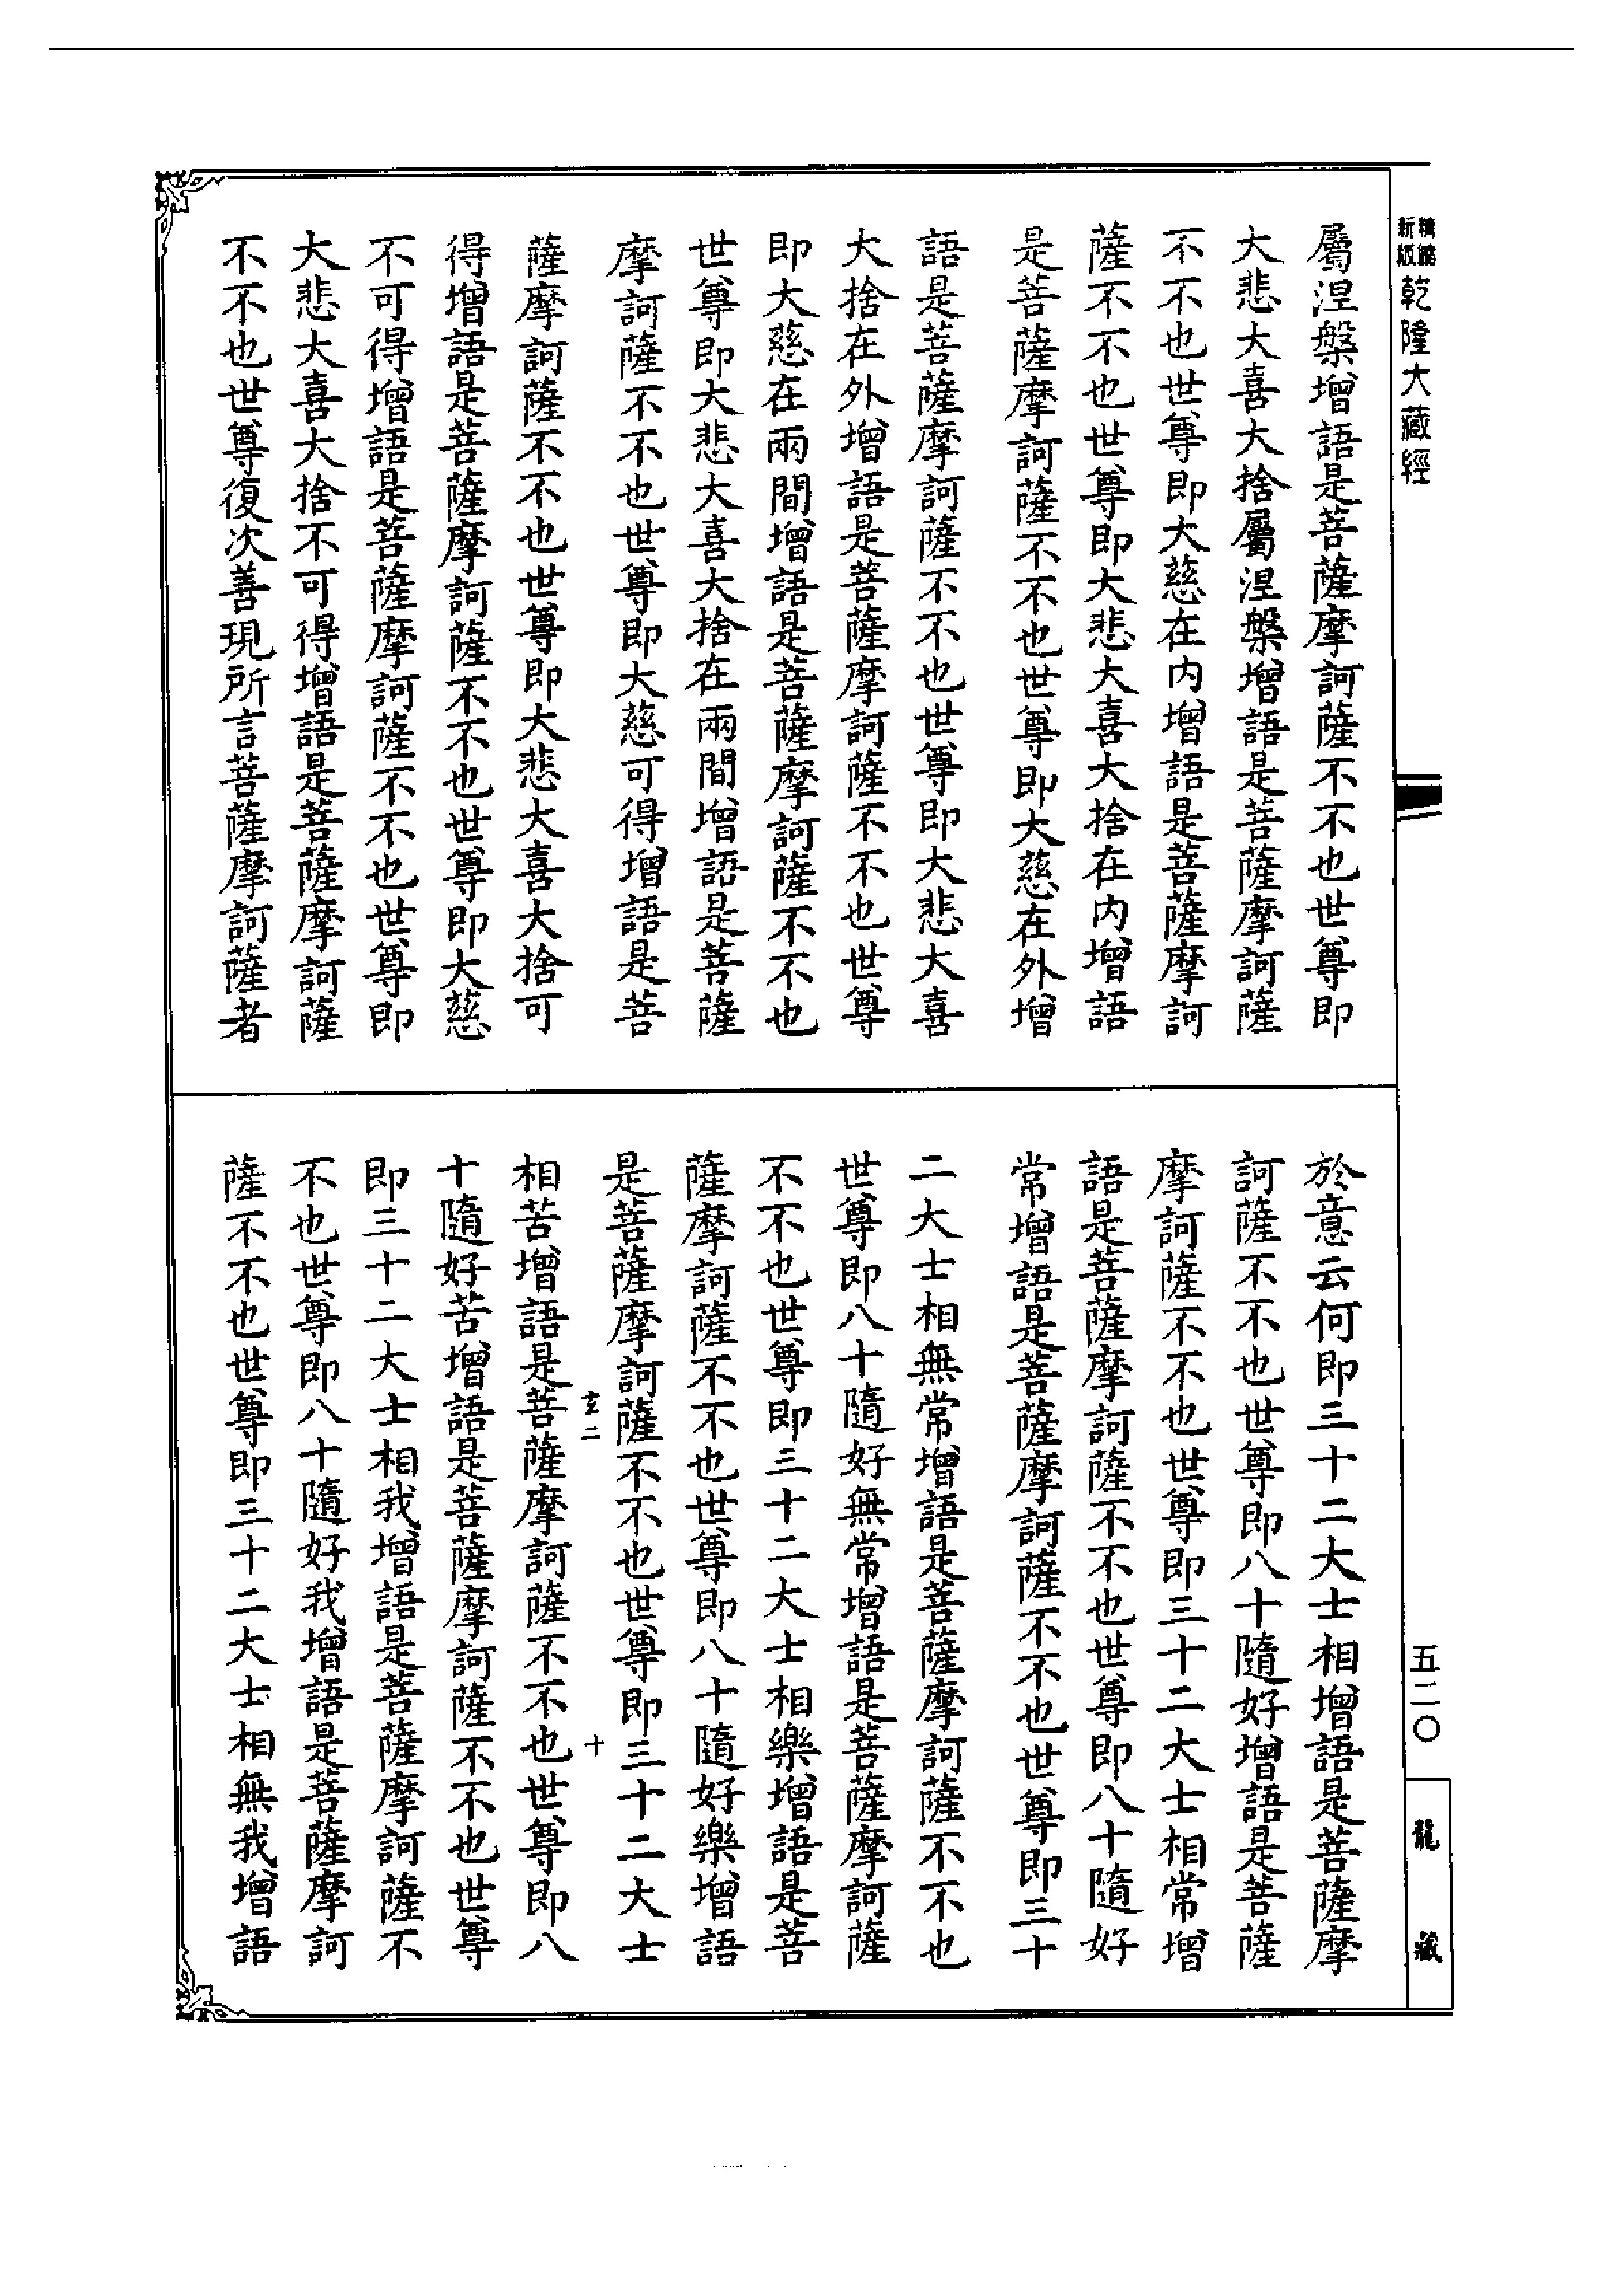 精縮
新版
乾隆大藏經
屬涅槃增語是菩薩摩訶薩不不也世尊即
大悲大喜大捨屬涅槃增語是菩薩摩訶薩
不不也世尊即大慈在內增語是菩薩摩訶
薩不不也世尊即大悲大喜大捨在內增語
是菩薩摩訶薩不不也世尊即大慈在外增
語是菩薩摩訶薩不不也世尊即大悲大喜
大捨在外增語是菩薩摩訶薩不不也世尊
即大慈在兩間增語是菩薩摩訶薩不不也
世尊即大悲大喜大捨在兩間增語是菩薩
摩訶薩不不也世尊即大慈可得增語是菩
薩摩訶薩不不也世尊即大悲大喜大捨可
得增語是菩薩摩訶薩不不也世尊即大慈
不可得增語是菩薩摩訶薩不不也世尊即
大悲大喜大捨不可得增語是菩薩摩訶薩
不不也世尊復次善現所言菩薩摩訶薩者
於意云何即三十二大士相增語是菩薩摩
訶薩不不也世尊即八十隨好增語是菩薩
摩訶薩不不也世尊即三十二大士相常增
語是菩薩摩訶薩不不也世尊即八十隨好
常增語是菩薩摩訶薩不不也世尊即三十
二大士相無常增語是菩薩摩訶薩不不也
世尊即八十隨好無常增語是菩薩摩訶薩
不不也世尊即三十二大士相樂增語是菩
薩摩訶薩不不也世尊即八十隨好樂增語
是菩薩摩訶薩不不也世尊即三十二大士
玄二 十
相苦增語是菩薩摩訶薩不不也世尊即八
十隨好苦增語是菩薩摩訶薩不不也世尊
即三十二大士相我增語是菩薩摩訶薩不
不也世尊即八十隨好我增語是菩薩摩訶
薩不不也世尊即三十二大士相無我增語
五二〇
龍藏